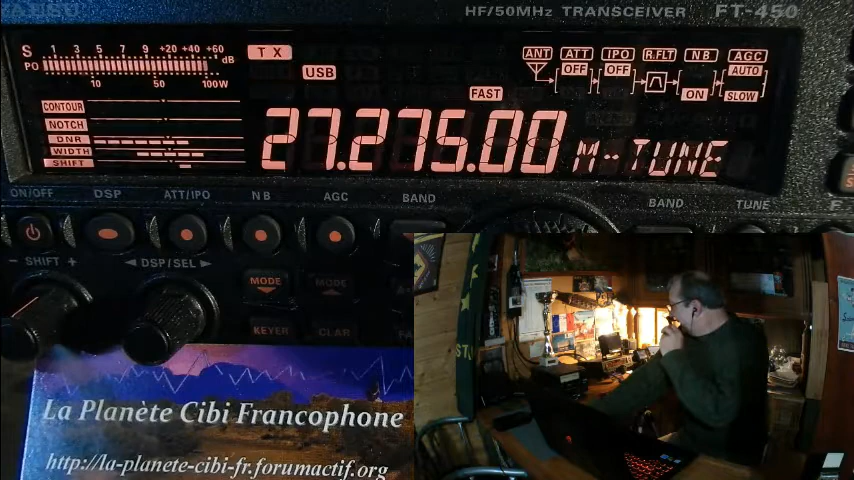 YAESU
HF/50MHz TRANSCEIVER FT-450
S 1 3 5 7 9 +20 +40 +60 dB
PO 10 50 100W
TX
USB
FAST
ANT ATT IPO R.FLT NB AGC
OFF OFF AUTO
ON SLOW
CONTOUR
NOTCH
DNR
WIDTH
SHIFT
27.275.00 M-TUNE
ON/OFF DSP ATT/IPO NB AGC BAND BAND TUNE
− SHIFT + ◄DSP/SEL►
MODE MODE
KEYER CLAR FA
La Planète Cibi Francophone
http://la-planete-cibi-fr.forumactif.org